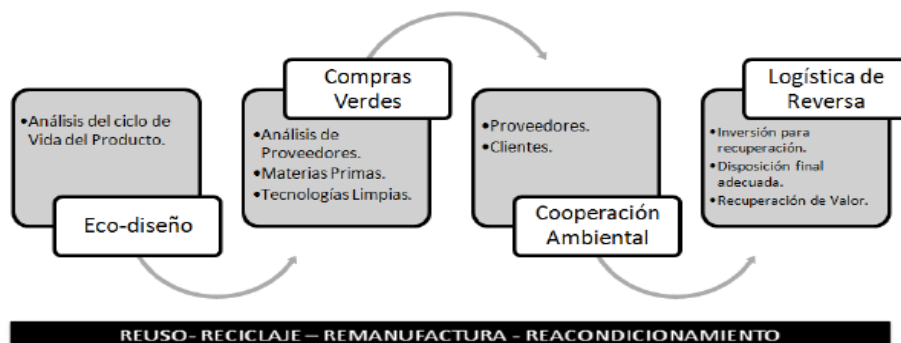 •Análisis del ciclo de
Vida del Producto.
Eco-diseño
Compras
Verdes
•Análisis de
Proveedores.
•Materias Primas.
•Tecnologías Limpias.
•Proveedores.
•Clientes.
Cooperación
Ambiental
Logística de
Reversa
•Inversión para
recuperación.
•Disposición final
adecuada.
•Recuperación de Valor.
REUSO- RECICLAJE – REMANUFACTURA - REACONDICIONAMIENTO